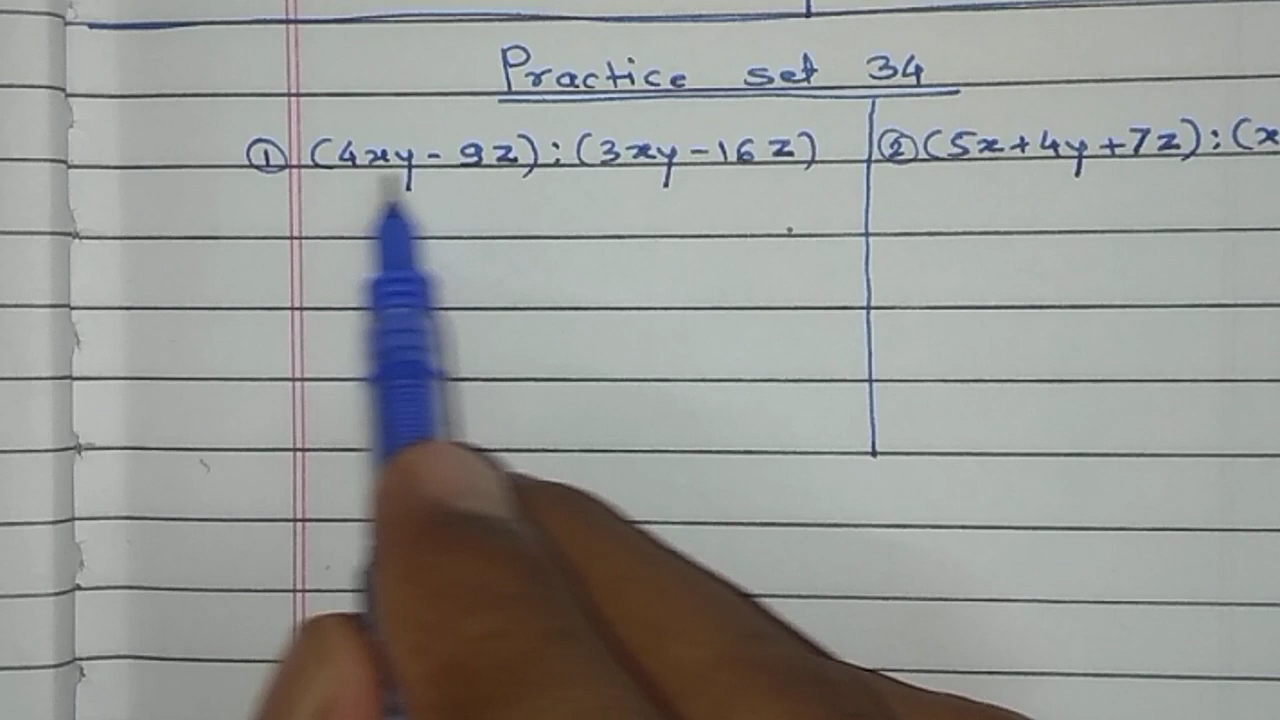 Practice set 34
① (4xy - 9z) : (3xy - 16z) ② (5x + 4y + 7z) : (x